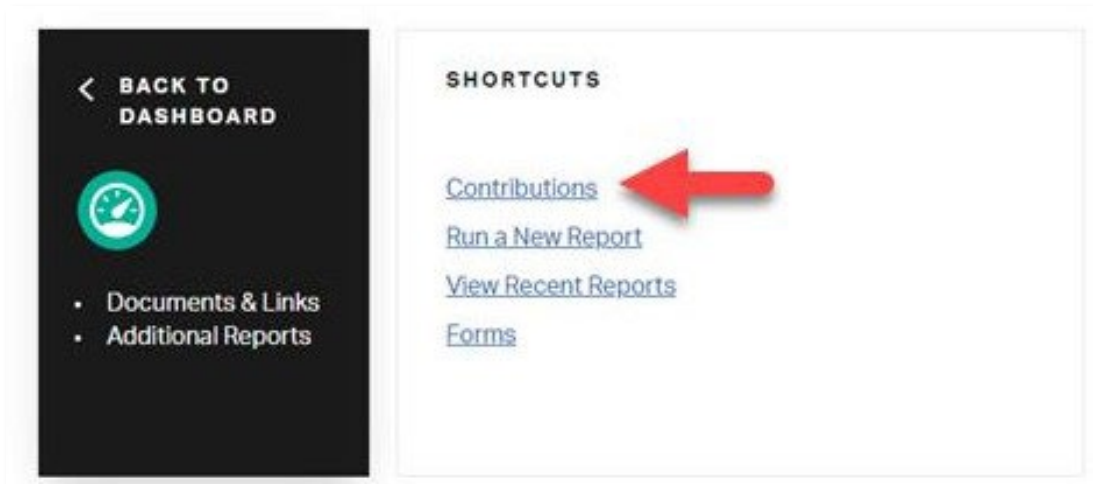 BACK TO
DASHBOARD
• Documents & Links
• Additional Reports
SHORTCUTS
Contributions
Run a New Report
View Recent Reports
Forms